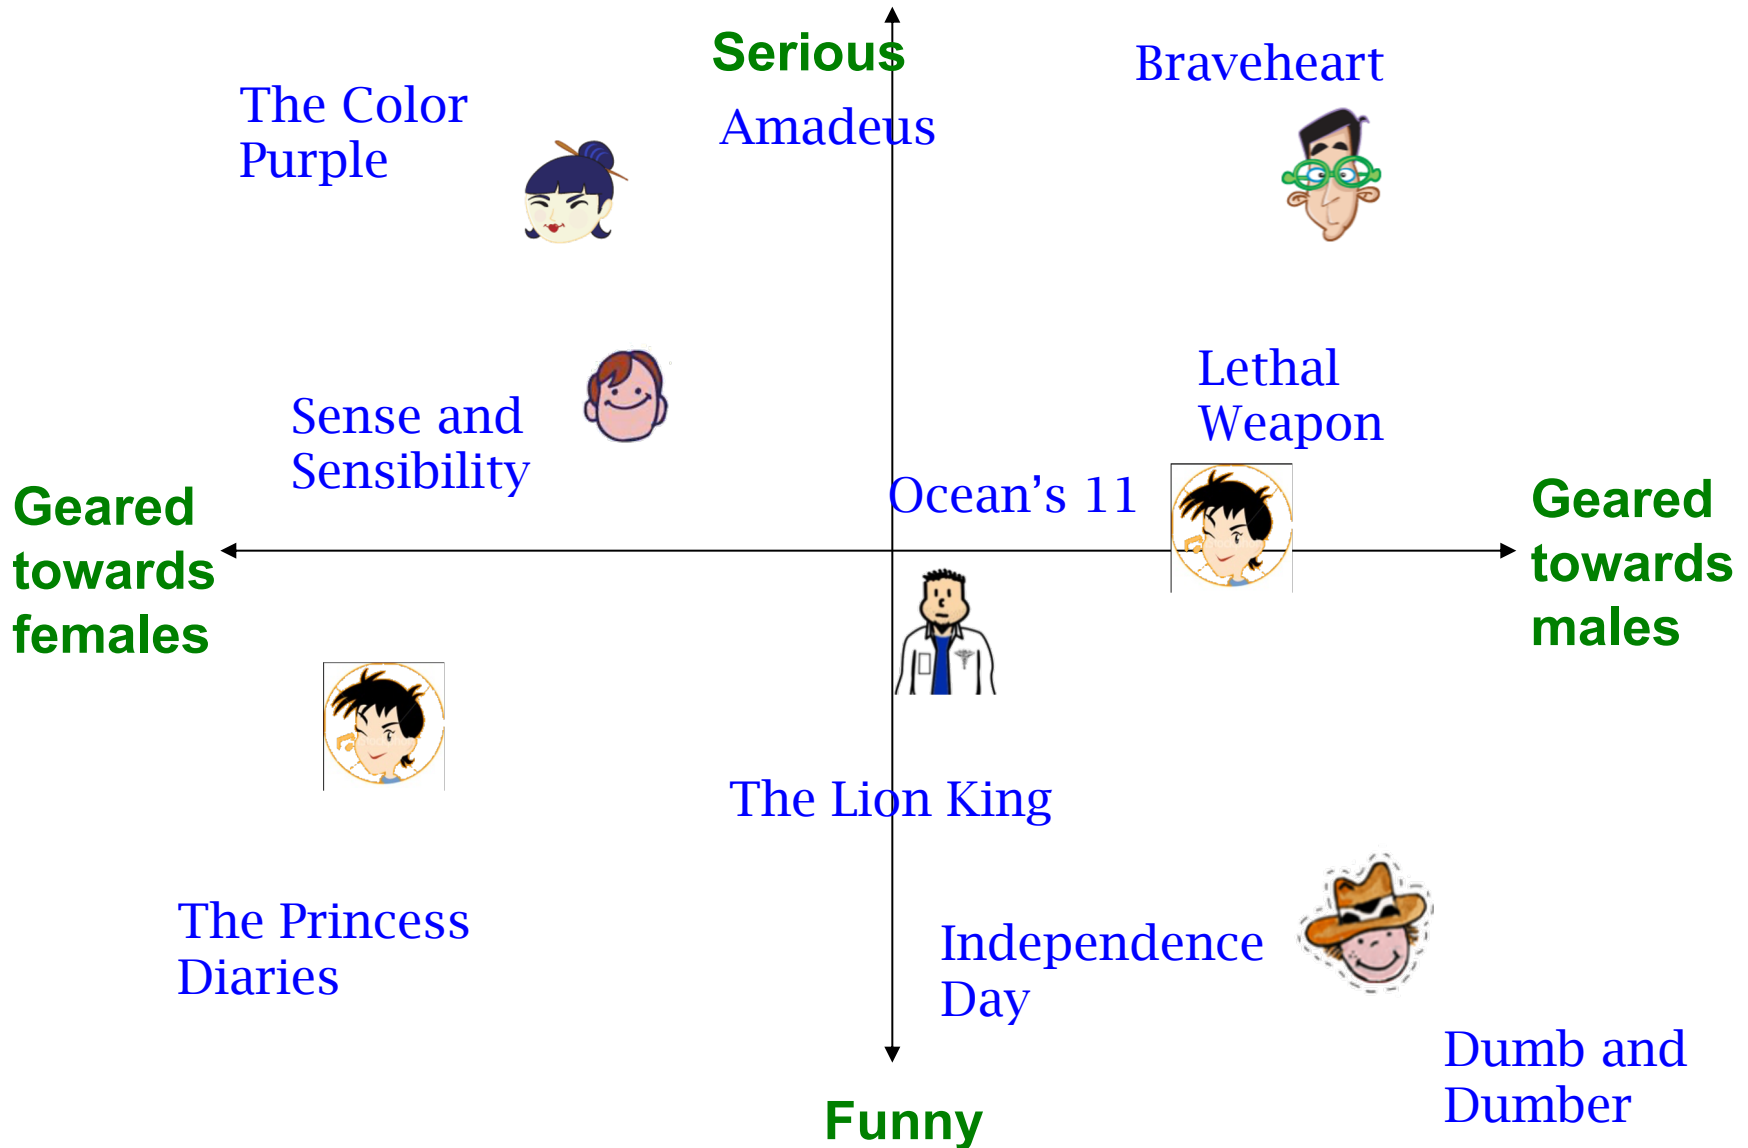 Serious
Braveheart
The Color
Purple
Amadeus
Lethal
Weapon
Sense and
Sensibility
Ocean’s 11
Geared
towards
females
Geared
towards
males
The Lion King
The Princess
Diaries
Independence
Day
Dumb and
Dumber
Funny